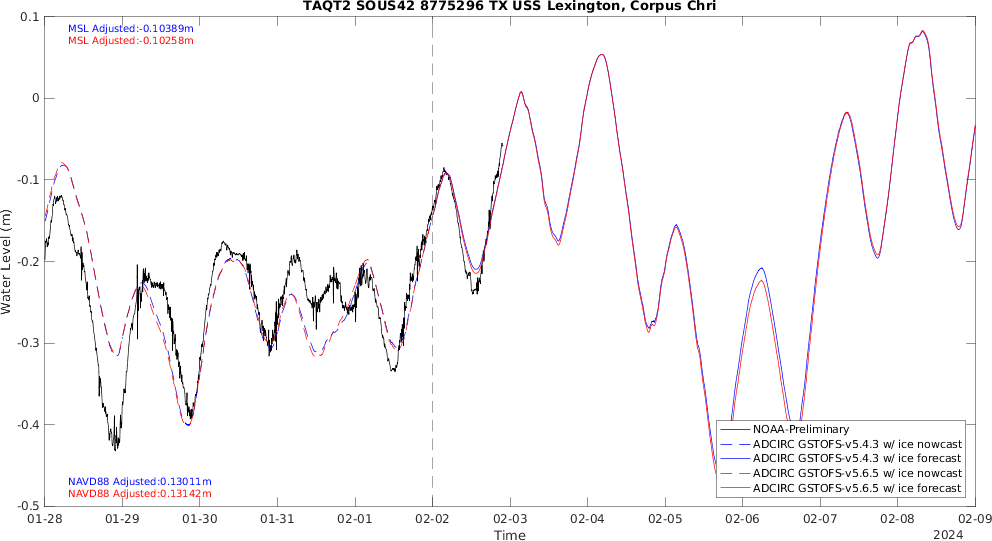 TAQT2 SOUS42 8775296 TX USS Lexington, Corpus Chri
MSL Adjusted:-0.10389m
MSL Adjusted:-0.10258m
0.1
0
-0.1
-0.2
-0.3
-0.4
-0.5
Water Level (m)
NAVD88 Adjusted:0.13011m
NAVD88 Adjusted:0.13142m
NOAA-Preliminary
ADCIRC GSTOFS-v5.4.3 w/ ice nowcast
ADCIRC GSTOFS-v5.4.3 w/ ice forecast
ADCIRC GSTOFS-v5.6.5 w/ ice nowcast
ADCIRC GSTOFS-v5.6.5 w/ ice forecast
01-28 01-29 01-30 01-31 02-01 02-02 02-03 02-04 02-05 02-06 02-07 02-08 02-09
Time
2024